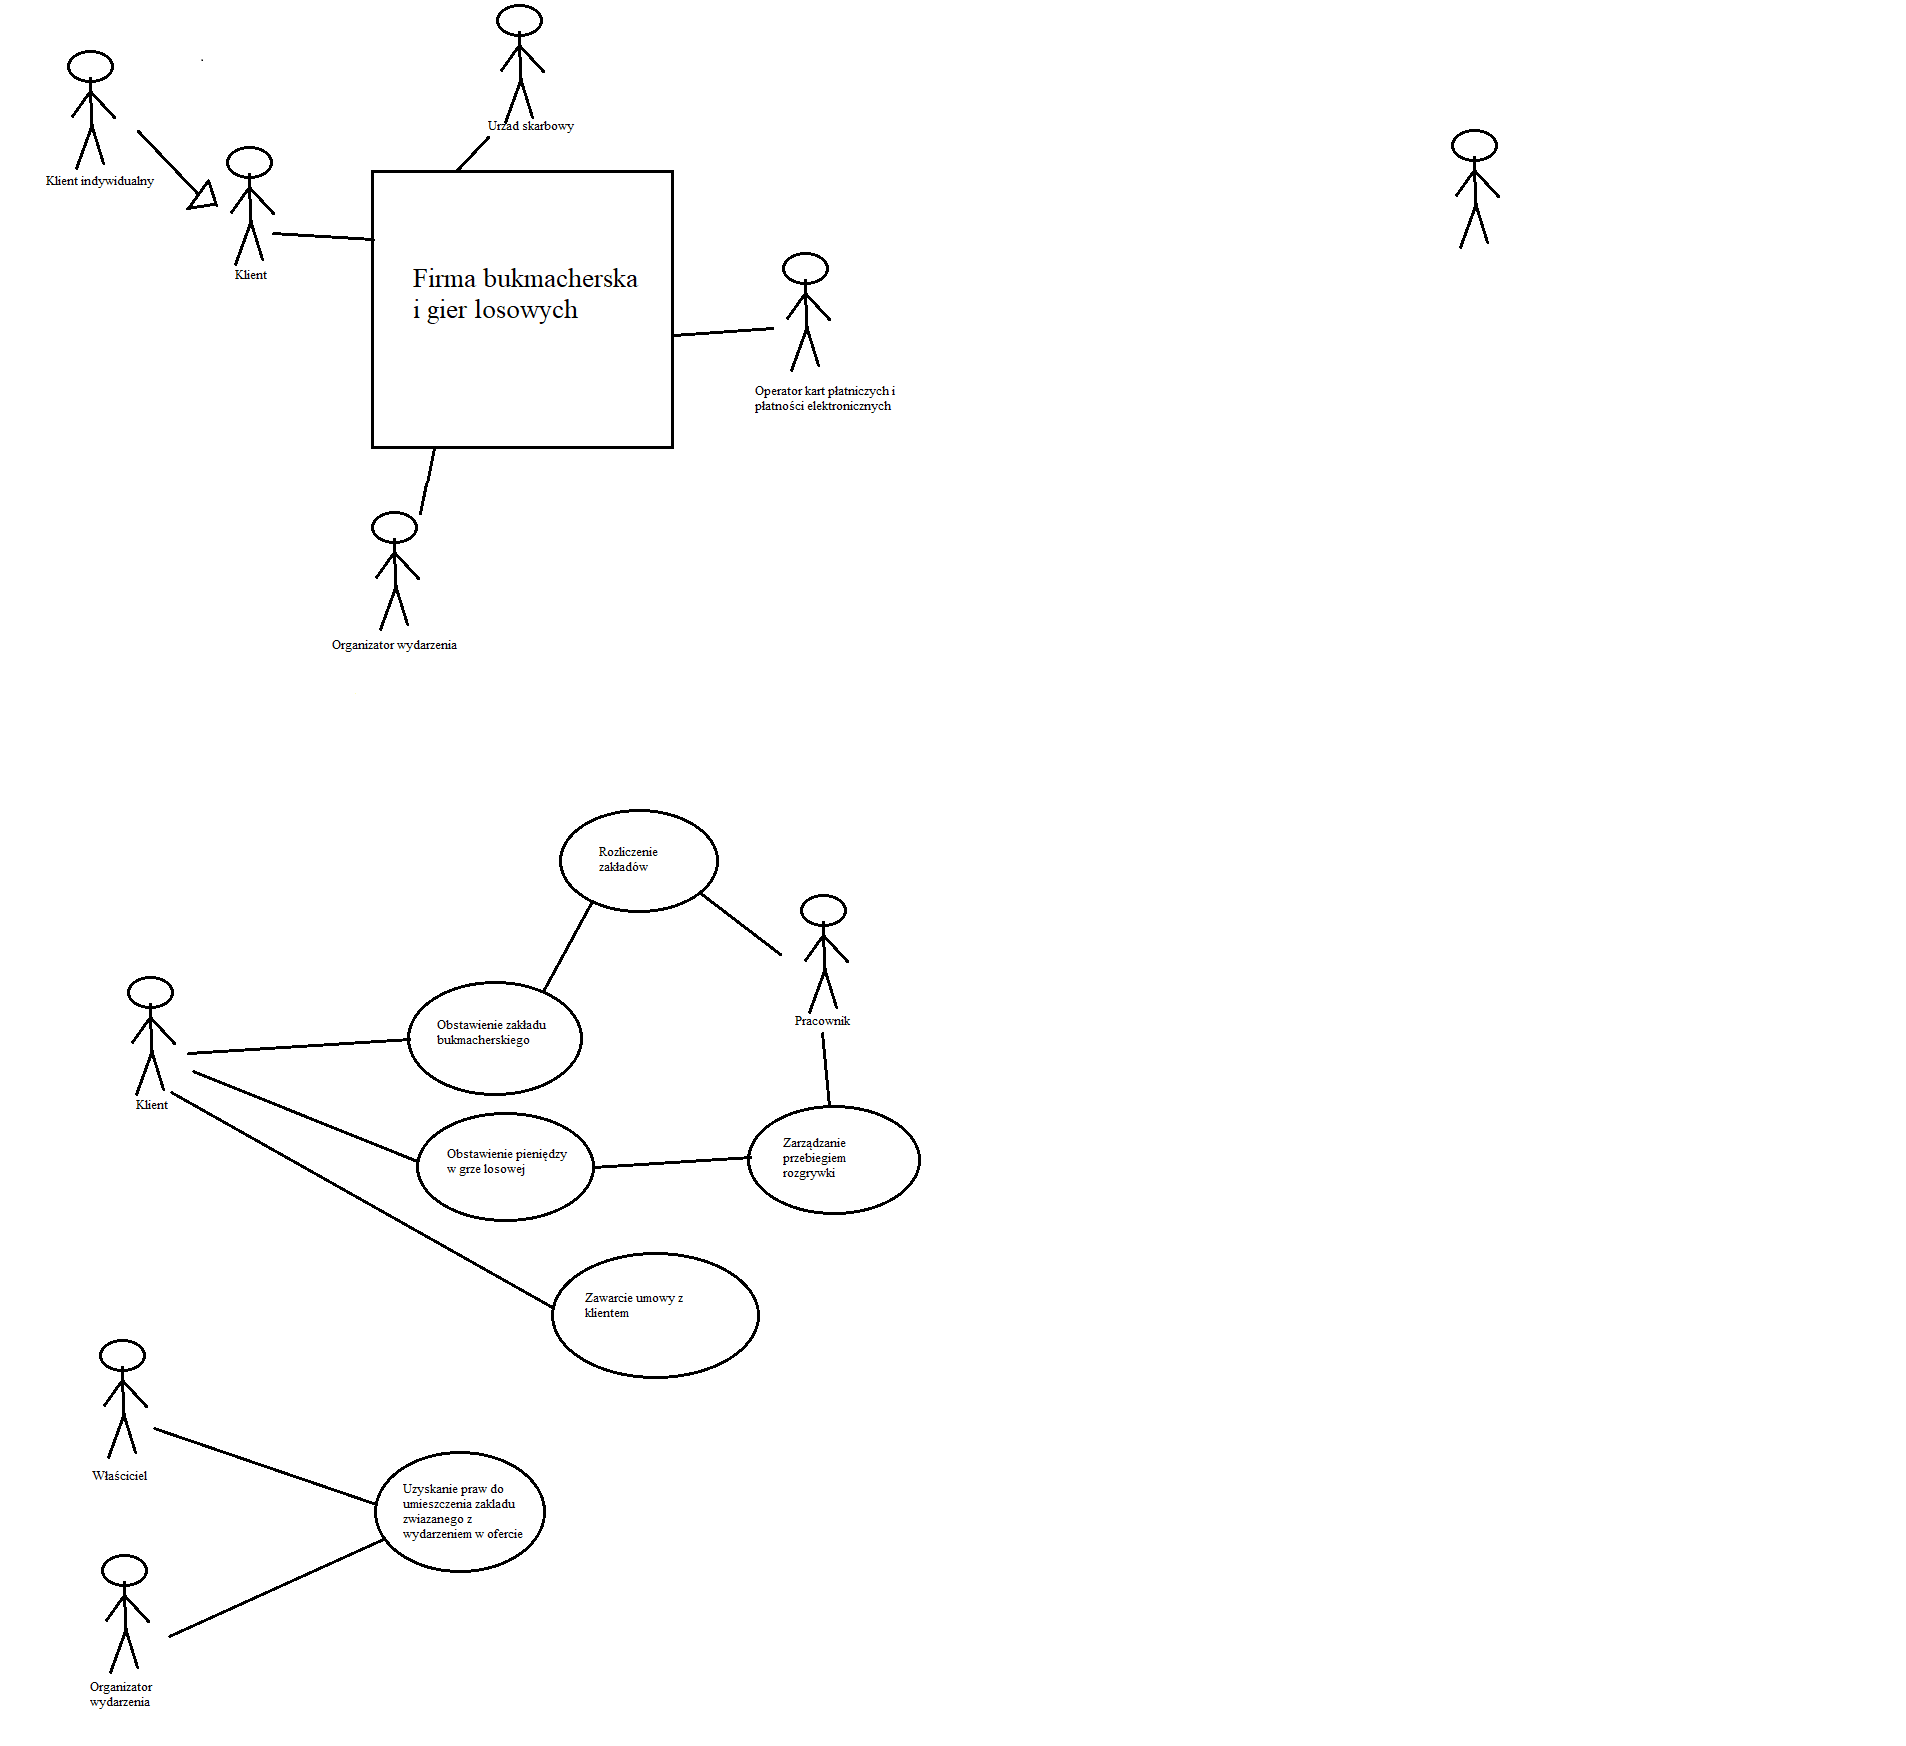 Urzad skarbowy
Klient indywidualny
Klient
Firma bukmacherska
i gier losowych
Operator kart płatniczych i
płatności elektronicznych
Organizator wydarzenia
Rozliczenie
zakładów
Pracownik
Obstawienie zakładu
bukmacherskiego
Klient
Obstawienie pieniędzy
w grze losowej
Zarządzanie
przebiegiem
rozgrywki
Zawarcie umowy z
klientem
Właściciel
Uzyskanie praw do
umieszczenia zakladu
zwiazanego z
wydarzeniem w ofercie
Organizator
wydarzenia